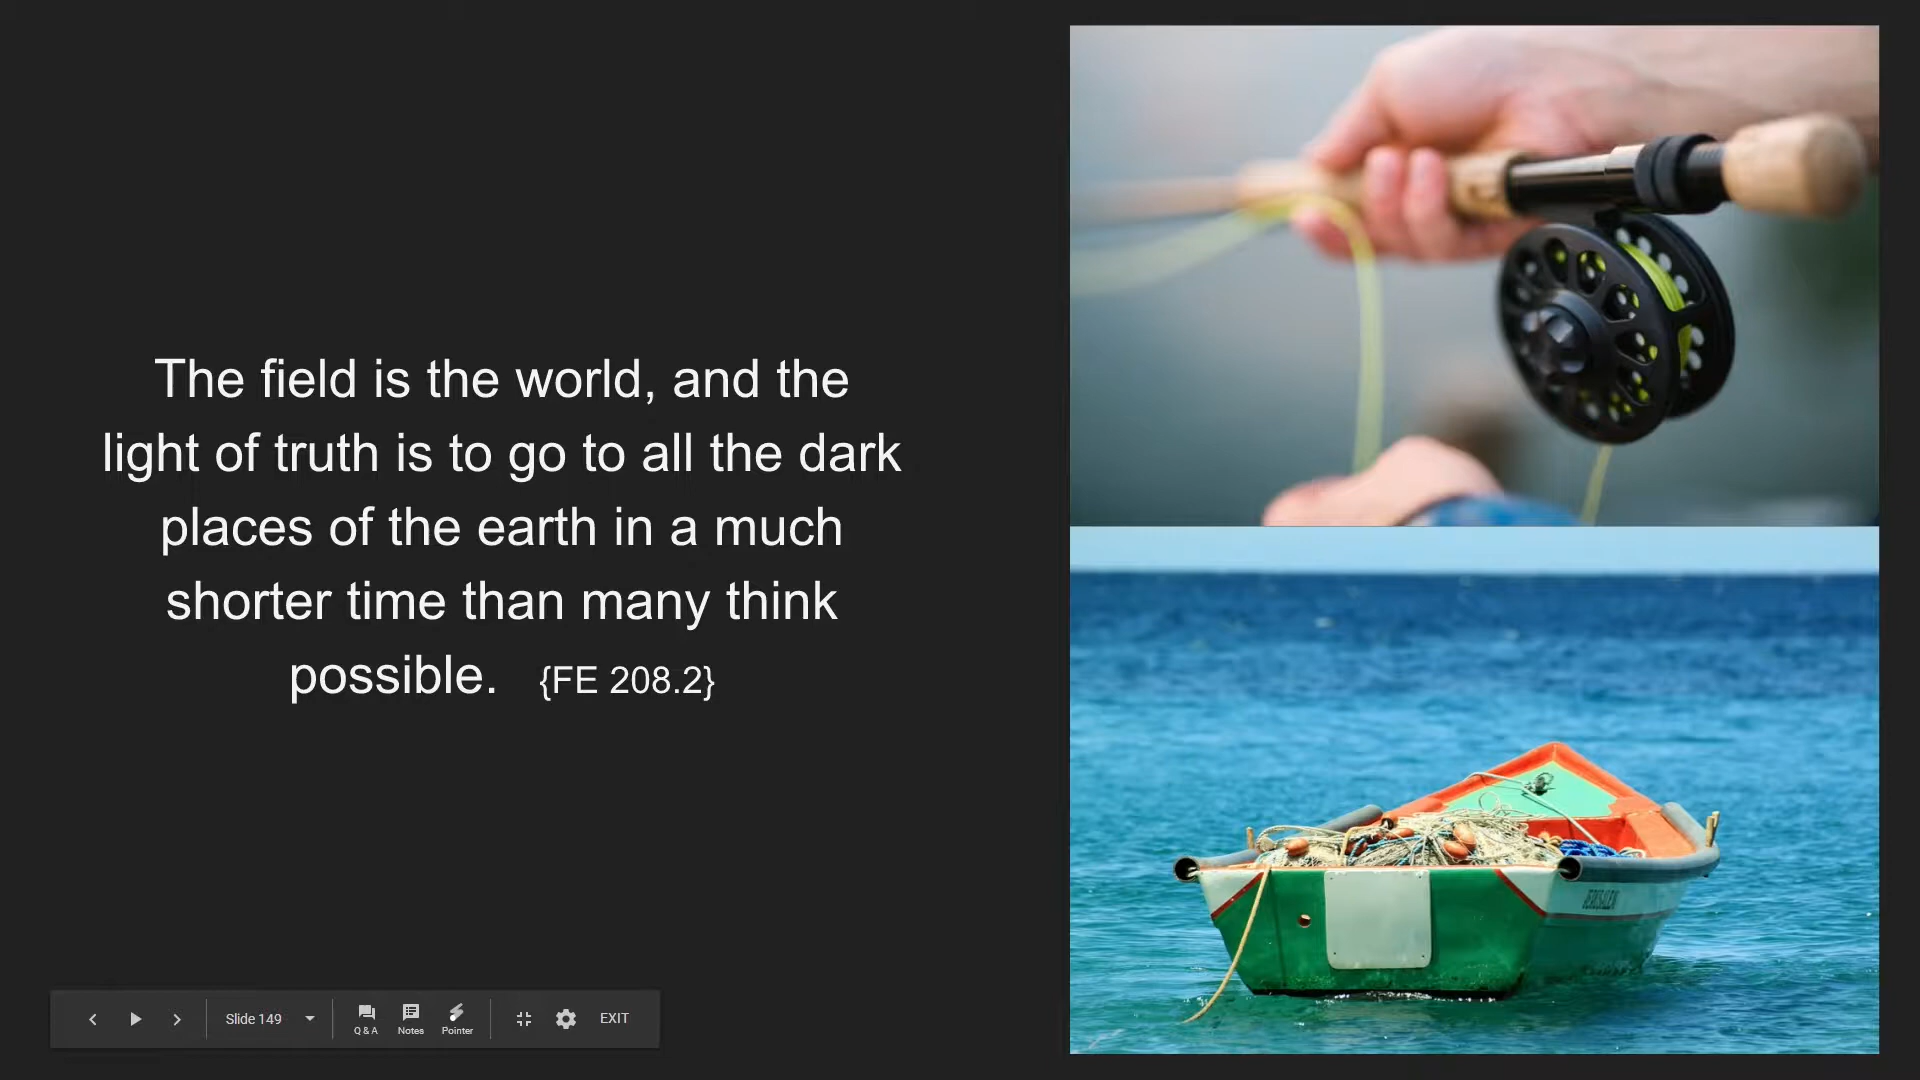 The field is the world, and the
light of truth is to go to all the dark
places of the earth in a much
shorter time than many think
possible. {FE 208.2}
Slide 149
Q & A
Notes
Pointer
EXIT